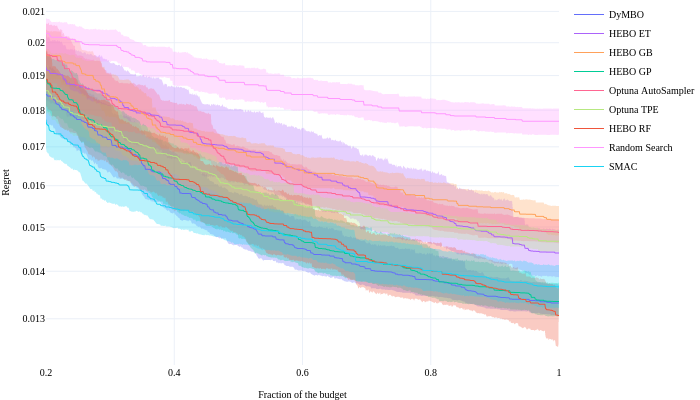 0.021
0.02
0.019
0.018
0.017
0.016
0.015
0.014
0.013
Regret
0.2
0.4
0.6
0.8
1
Fraction of the budget
DyMBO
HEBO ET
HEBO GB
HEBO GP
Optuna AutoSampler
Optuna TPE
HEBO RF
Random Search
SMAC